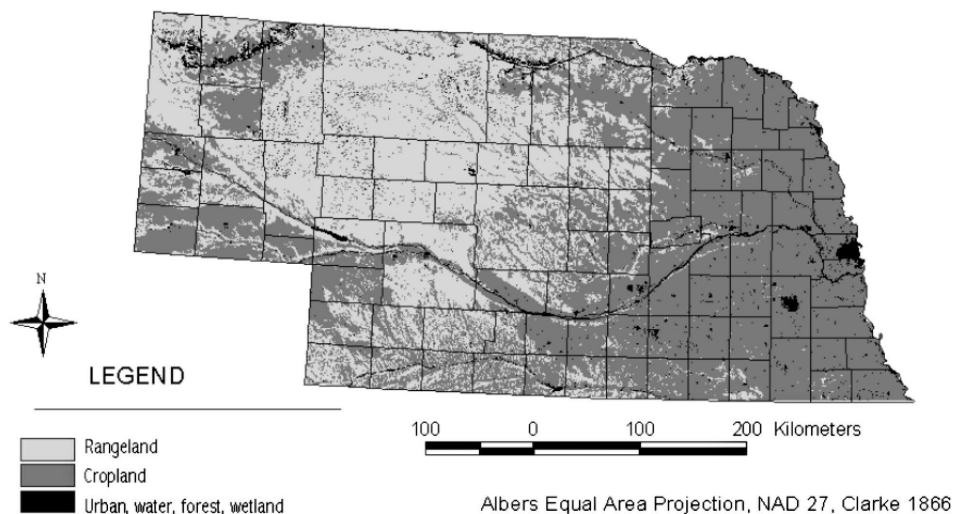 N
LEGEND
Rangeland
Cropland
Urban, water, forest, wetland
100 0 100 200 Kilometers
Albers Equal Area Projection, NAD 27, Clarke 1866